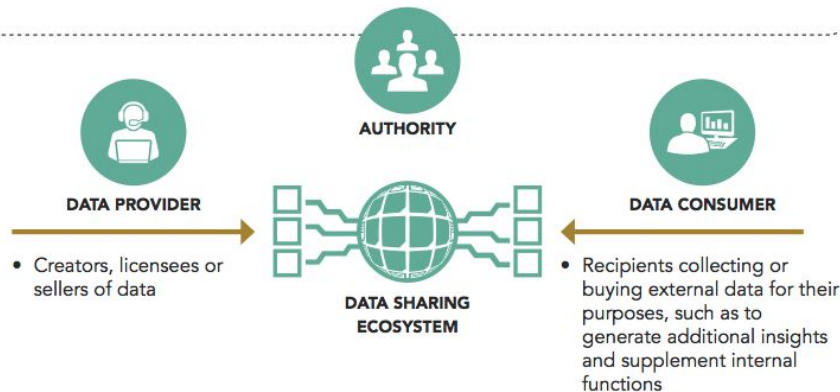 AUTHORITY
DATA PROVIDER
• Creators, licensees or
sellers of data
DATA SHARING
ECOSYSTEM
DATA CONSUMER
• Recipients collecting or
buying external data for their
purposes, such as to
generate additional insights
and supplement internal
functions